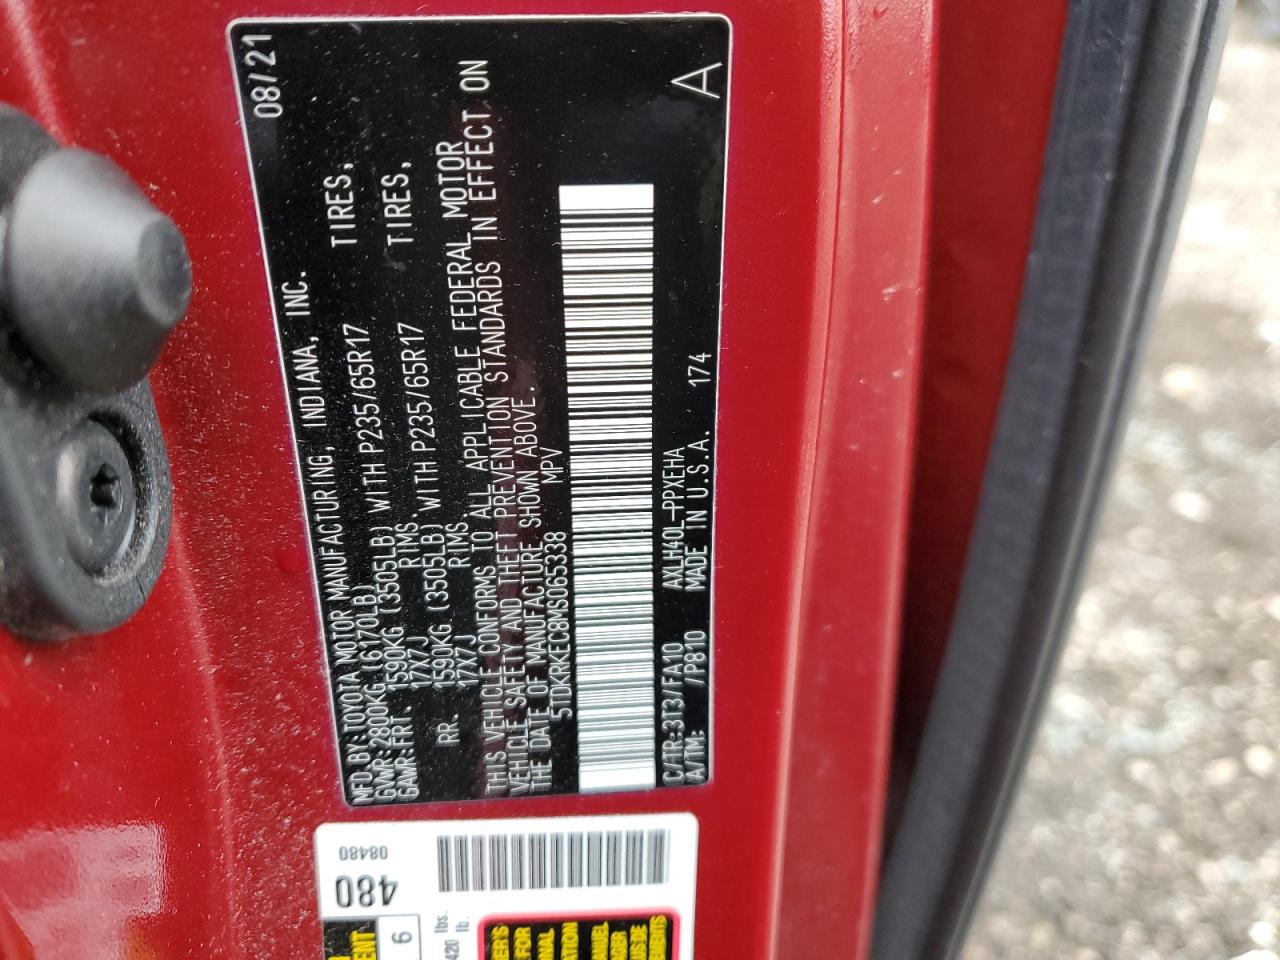 MFD.BY:TOYOTA MOTOR MANUFACTURING, INDIANA, INC. 08/21
GVWR:2800KG (6170LB)
GAWR:FRT. 1590KG (3505LB) WITH P235/65R17 TIRES,
17X7J RIMS,
RR. 1590KG (3505LB) WITH P235/65R17 TIRES,
17X7J RIMS
THIS VEHICLE CONFORMS TO ALL APPLICABLE FEDERAL MOTOR
VEHICLE SAFETY AND THEFT PREVENTION STANDARDS IN EFFECT ON
THE DATE OF MANUFACTURE SHOWN ABOVE.
5TDKRKEC8MS065338 MPV
C/TR:3T3/FA10 AXLH40L-PPXEHA
A/TM: /P810 MADE IN U.S.A. 174 A
08480
480
6
420 lb.